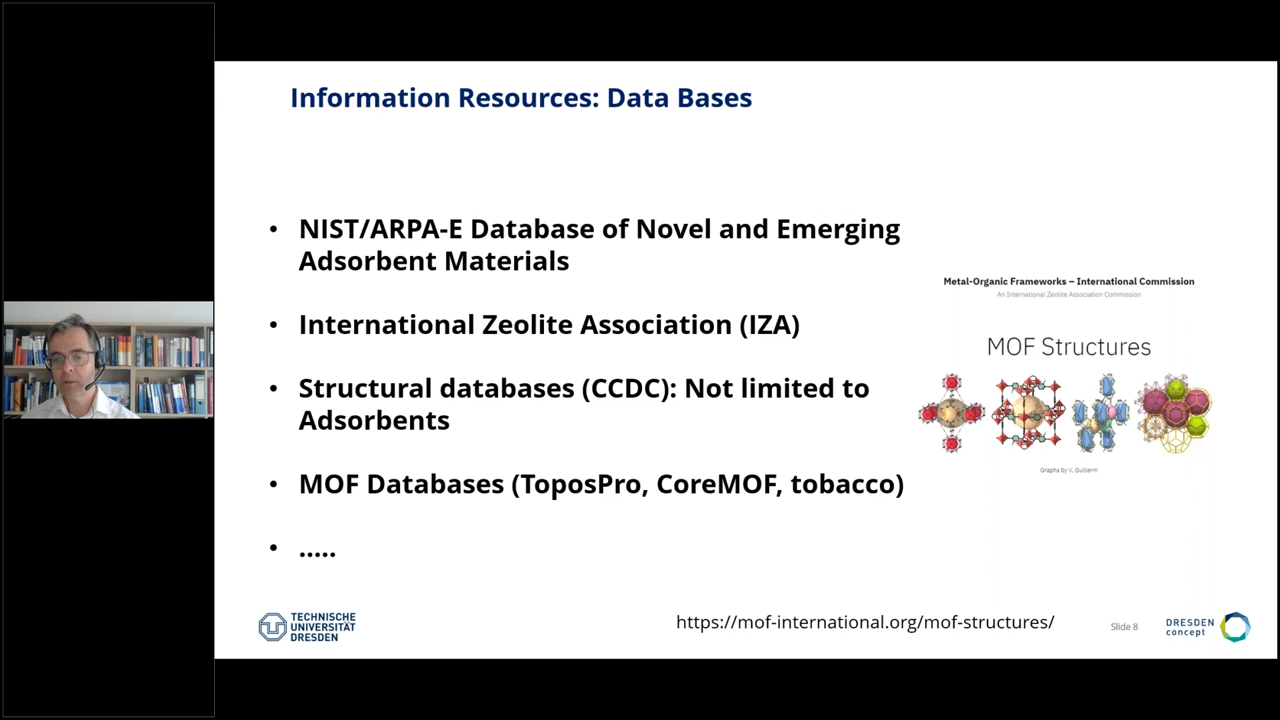 Information Resources: Data Bases
• NIST/ARPA-E Database of Novel and Emerging
Adsorbent Materials
• International Zeolite Association (IZA)
• Structural databases (CCDC): Not limited to
Adsorbents
• MOF Databases (ToposPro, CoreMOF, tobacco)
• .....
Metal-Organic Frameworks – International Commission
An International Zeolite Association Commission
MOF Structures
Graphs by V. Guillerm
TECHNISCHE
UNIVERSITÄT
DRESDEN
https://mof-international.org/mof-structures/
Slide 8
DRESDEN
concept